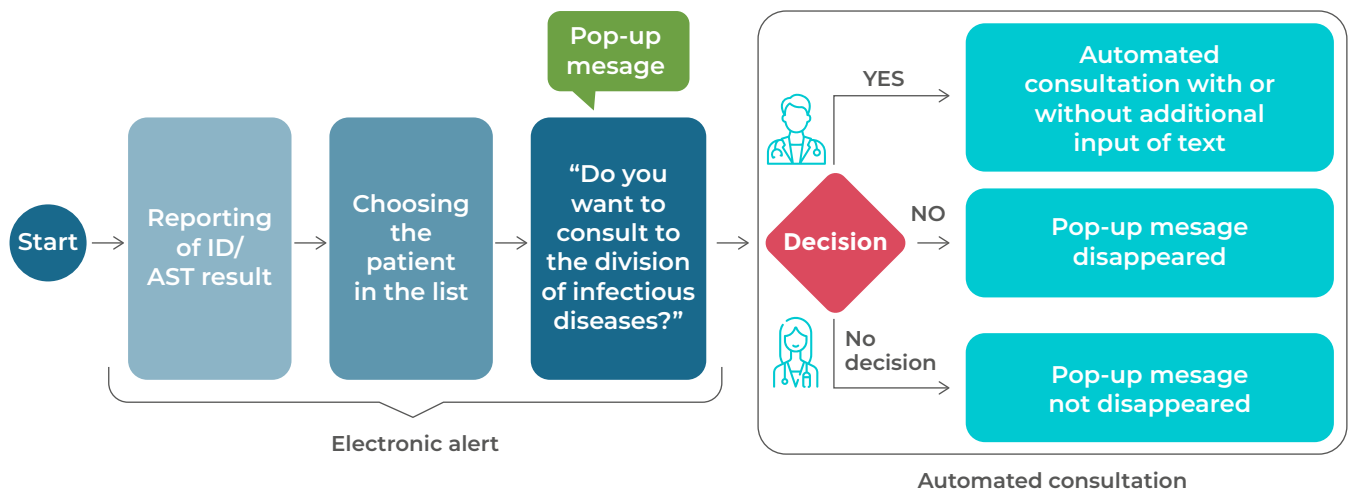 Start
Reporting
of ID/
AST result
Choosing
the
patient
in the list
Pop-up
mesage
“Do you
want to
consult to
the division
of infectious
diseases?”
Electronic alert
Decision
YES
Automated
consultation with or
without additional
input of text
NO
Pop-up mesage
disappeared
No
decision
Pop-up mesage
not disappeared
Automated consultation